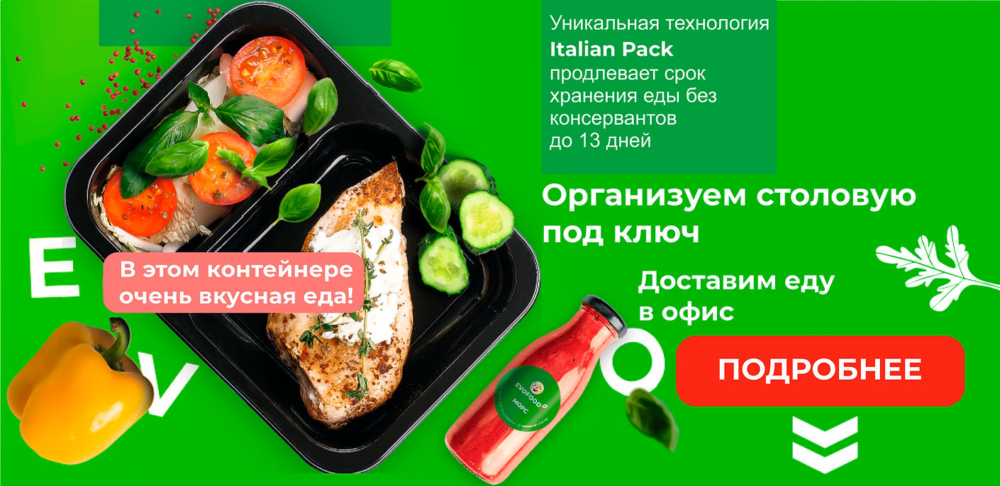 Уникальная технология
Italian Pack
продлевает срок
хранения еды без
консервантов
до 13 дней
Организуем столовую
под ключ
В этом контейнере
очень вкусная еда!
Доставим еду
в офис
ПОДРОБНЕЕ
E
V
O
EVOFOOD
МОРС